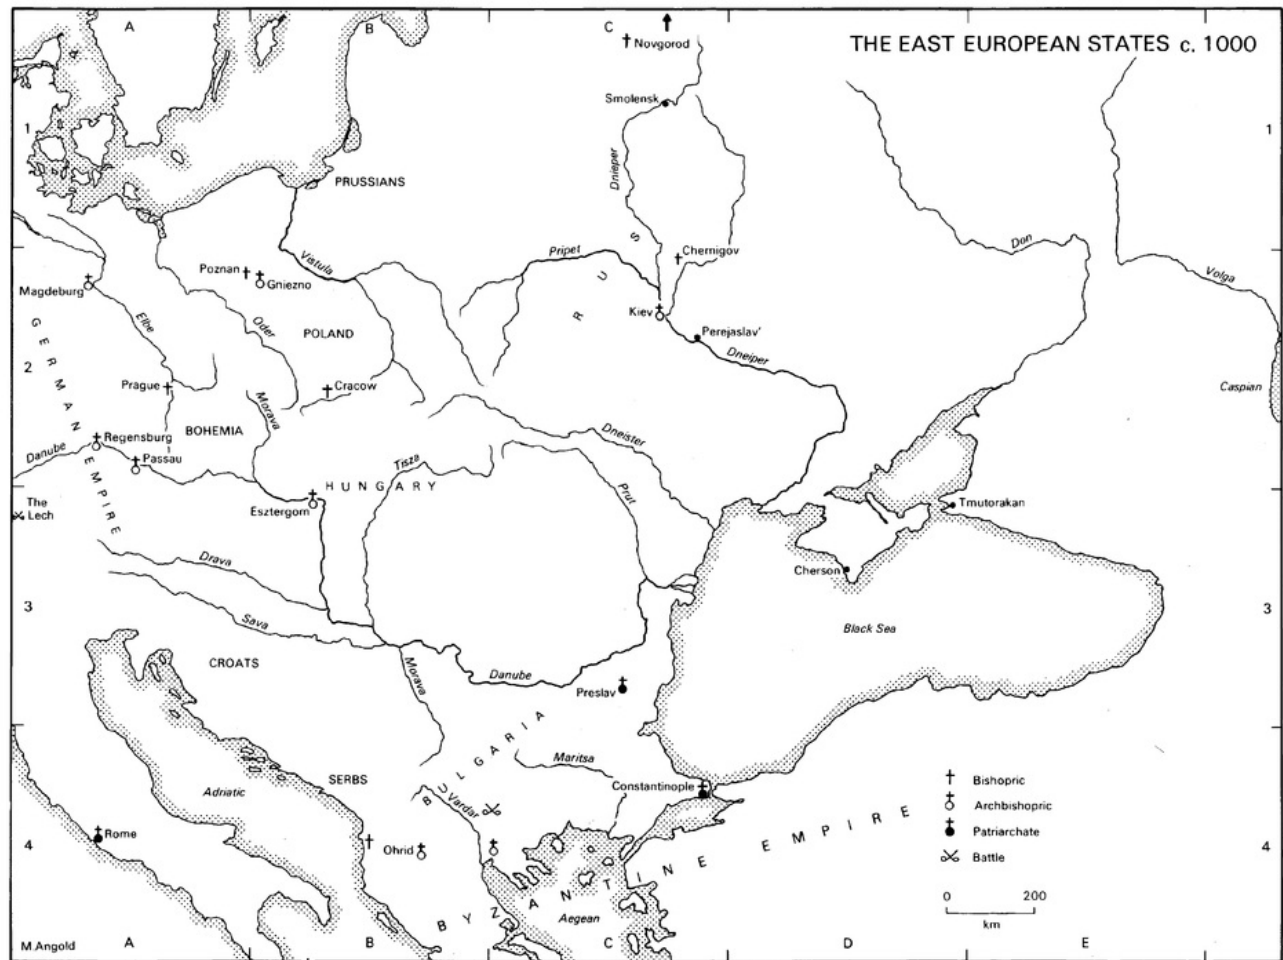 A
B
C
Novgorod
THE EAST EUROPEAN STATES c. 1000
Smolensk
1
1
Dnieper
PRUSSIANS
RUS
Don
Pripet
Chernigov
Vistula
Poznan
Gniezno
Volga
Magdeburg
Elbe
Oder
POLAND
Kiev
Perejaslav'
Dneiper
GERMAN EMPIRE
2
2
Prague
Cracow
Caspian
Morava
BOHEMIA
Regensburg
Danube
Passau
Dneister
Tisza
HUNGARY
Prut
The
Lech
Esztergom
Tmutorakan
Drava
Cherson
3
3
Sava
Black Sea
CROATS
Morava
Danube
Preslav
BULGARIA
Maritsa
SERBS
Constantinople
Adriatic
Vardar
Bishopric
Archbishopric
Patriarchate
Battle
Rome
4
4
Ohrid
BYZANTINE EMPIRE
0 200
km
Aegean
M.Angold
A
B
C
D
E